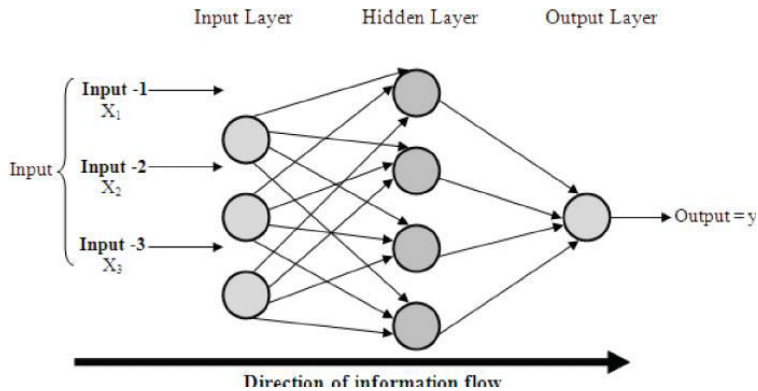 Input Layer Hidden Layer Output Layer
Input -1
X₁
Input -2
Input
X₂
Output = y
Input -3
X₃
Direction of information flow